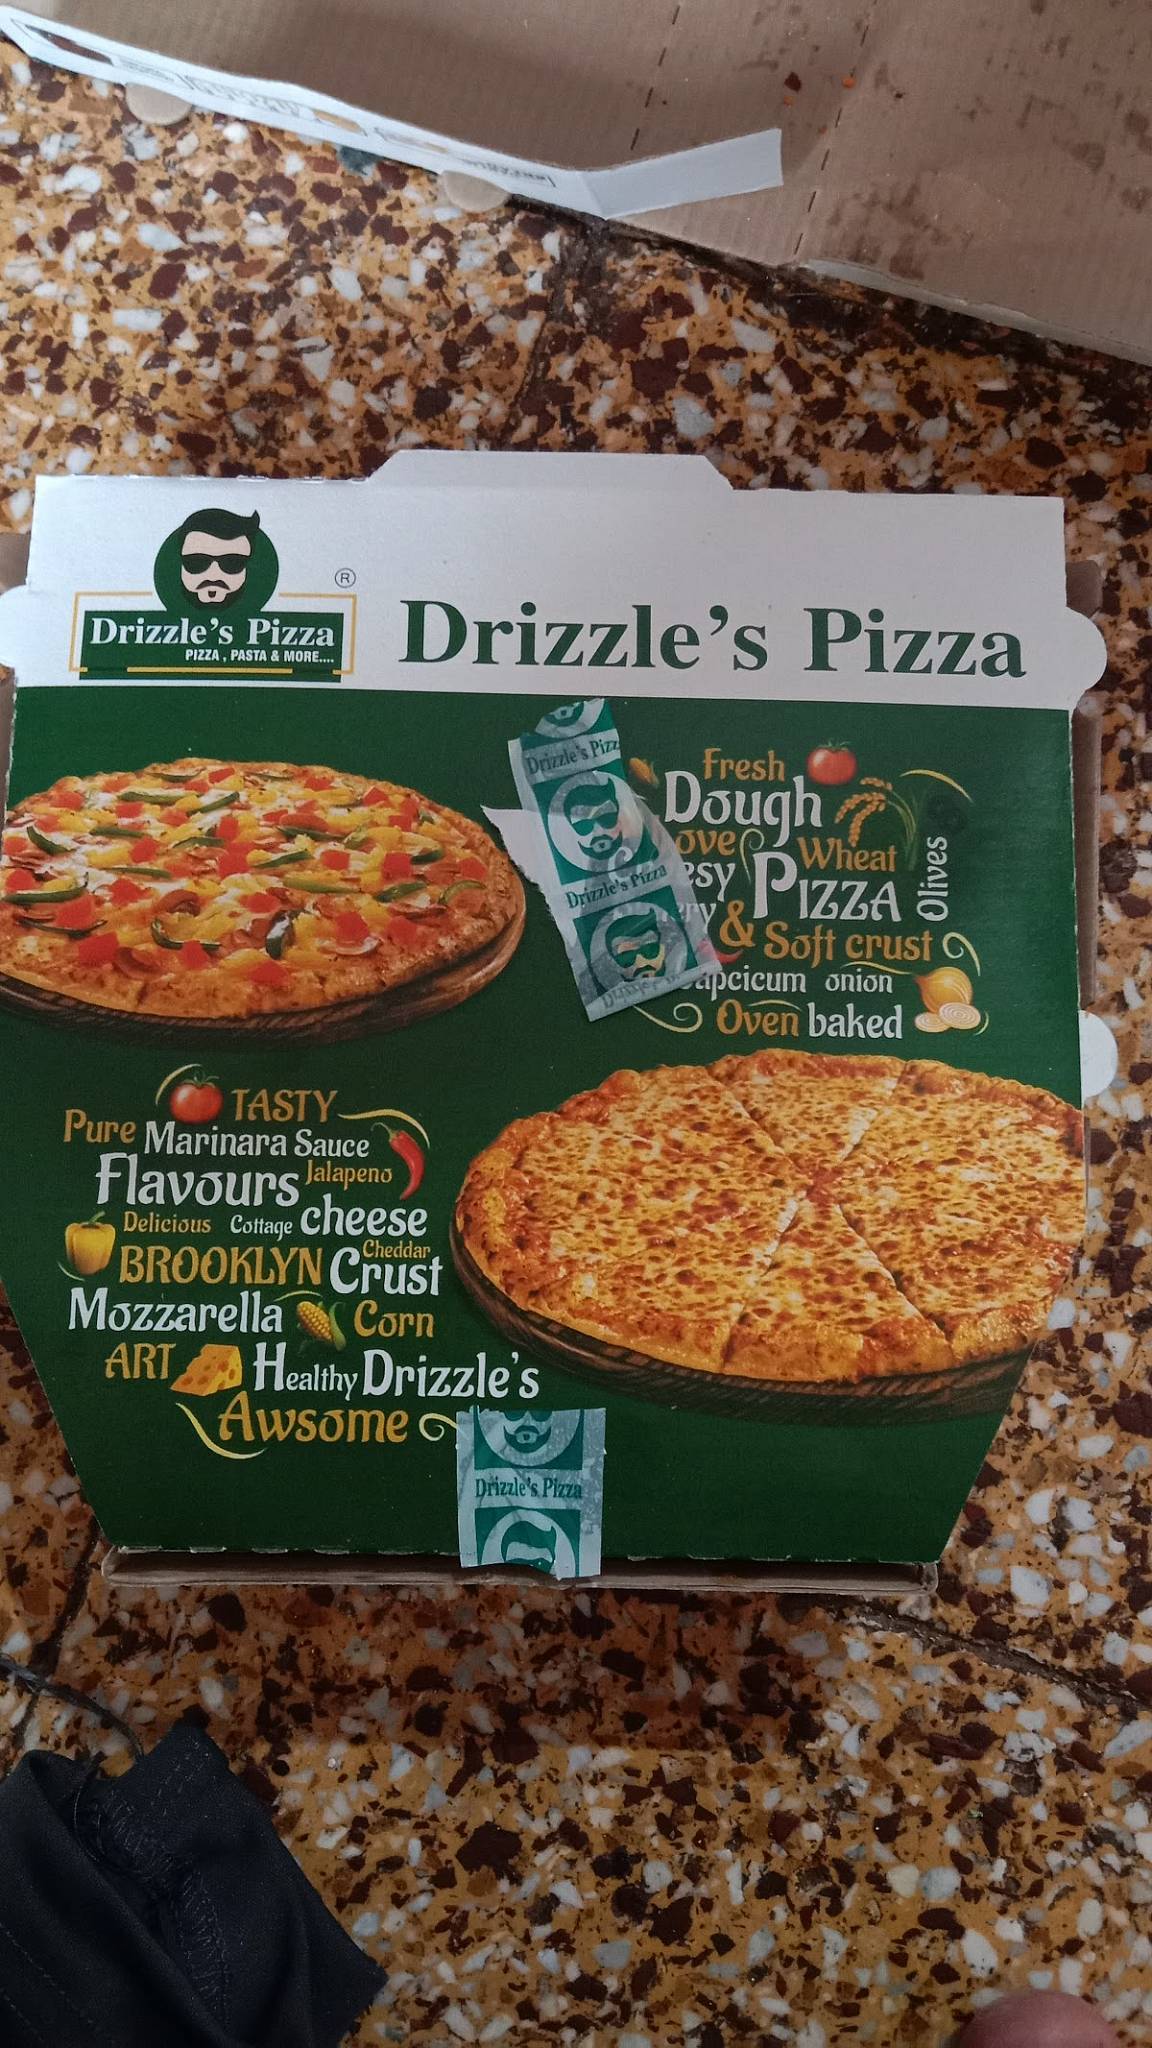 Drizzle's Pizza
PIZZA , PASTA & MORE....
®
Drizzle's Pizza
Drizzle's Pizz
Drizzle's Pizza
Fresh
Dough
Wheat
Olives
PIZZA
& Soft crust
onion
Oven baked
TASTY
Pure Marinara Sauce
Flavours Jalapeno
Delicious Cottage cheese
Cheddar
BROOKLYN Crust
Mozzarella Corn
ART Healthy Drizzle's
Awsome
Drizzle's Pizza